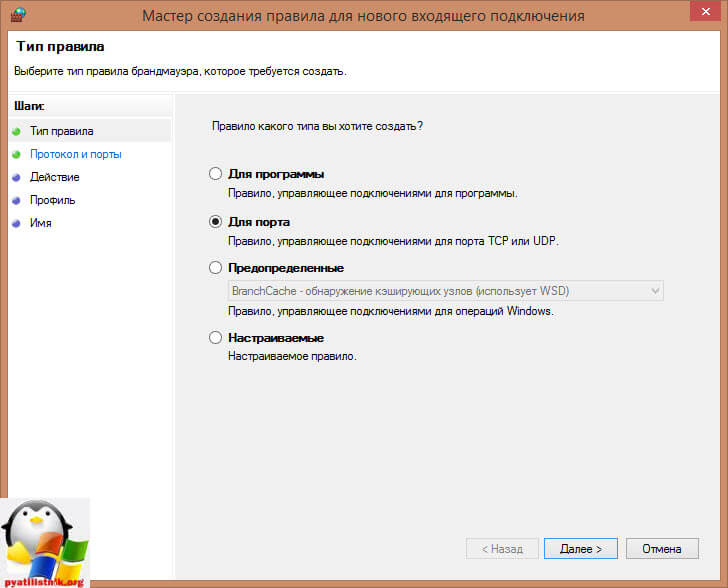 Мастер создания правила для нового входящего подключения
Тип правила
Выберите тип правила брандмауэра, которое требуется создать.
Шаги:
Тип правила
Протокол и порты
Действие
Профиль
Имя
Правило какого типа вы хотите создать?
Для программы
Правило, управляющее подключениями для программы.
Для порта
Правило, управляющее подключениями для порта TCP или UDP.
Предопределенные
BranchCache - обнаружение кэширующих узлов (использует WSD)
Правило, управляющее подключениями для операций Windows.
Настраиваемые
Настраиваемое правило.
< Назад
Далее >
Отмена
pyatilistnik.org